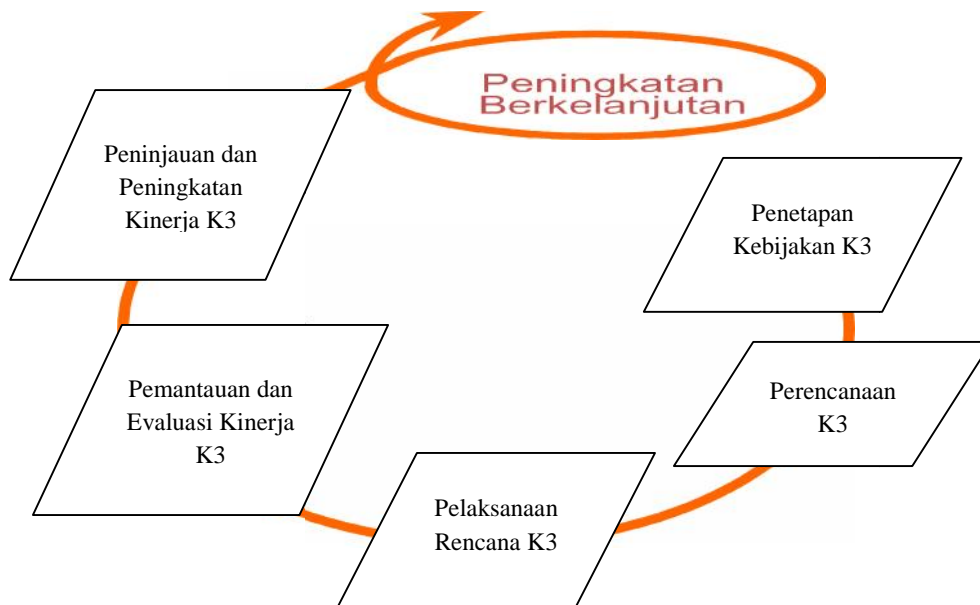 Peningkatan
Berkelanjutan
Peninjauan dan
Peningkatan
Kinerja K3
Penetapan
Kebijakan K3
Pemantauan dan
Evaluasi Kinerja
K3
Perencanaan
K3
Pelaksanaan
Rencana K3